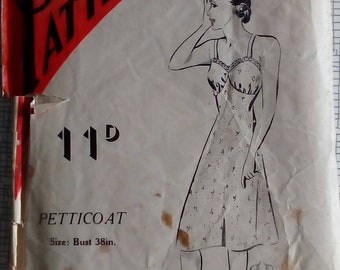 11D
PETTICOAT
Size: Bust 38in.